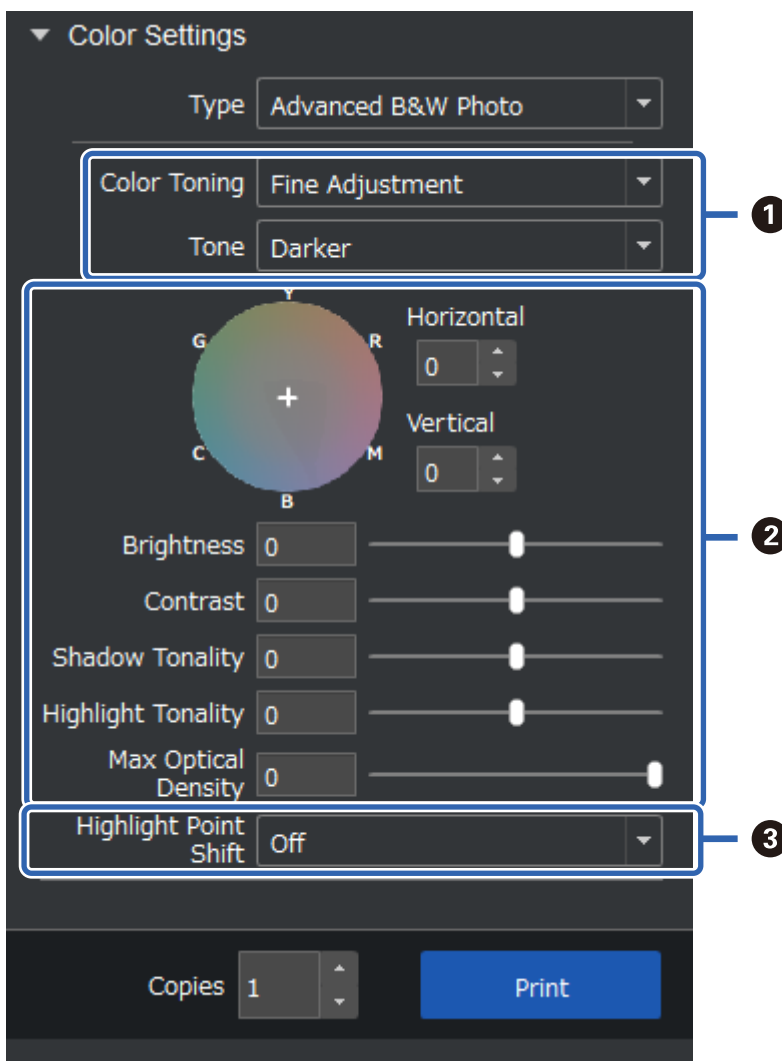 Color Settings
Type Advanced B&W Photo
Color Toning Fine Adjustment
1
Tone Darker
Y
Horizontal
G R
0
Vertical
C M
0
B
2
Brightness 0
Contrast 0
Shadow Tonality 0
Highlight Tonality 0
Max Optical
Density 0
Highlight Point
Shift Off
3
Copies 1 Print